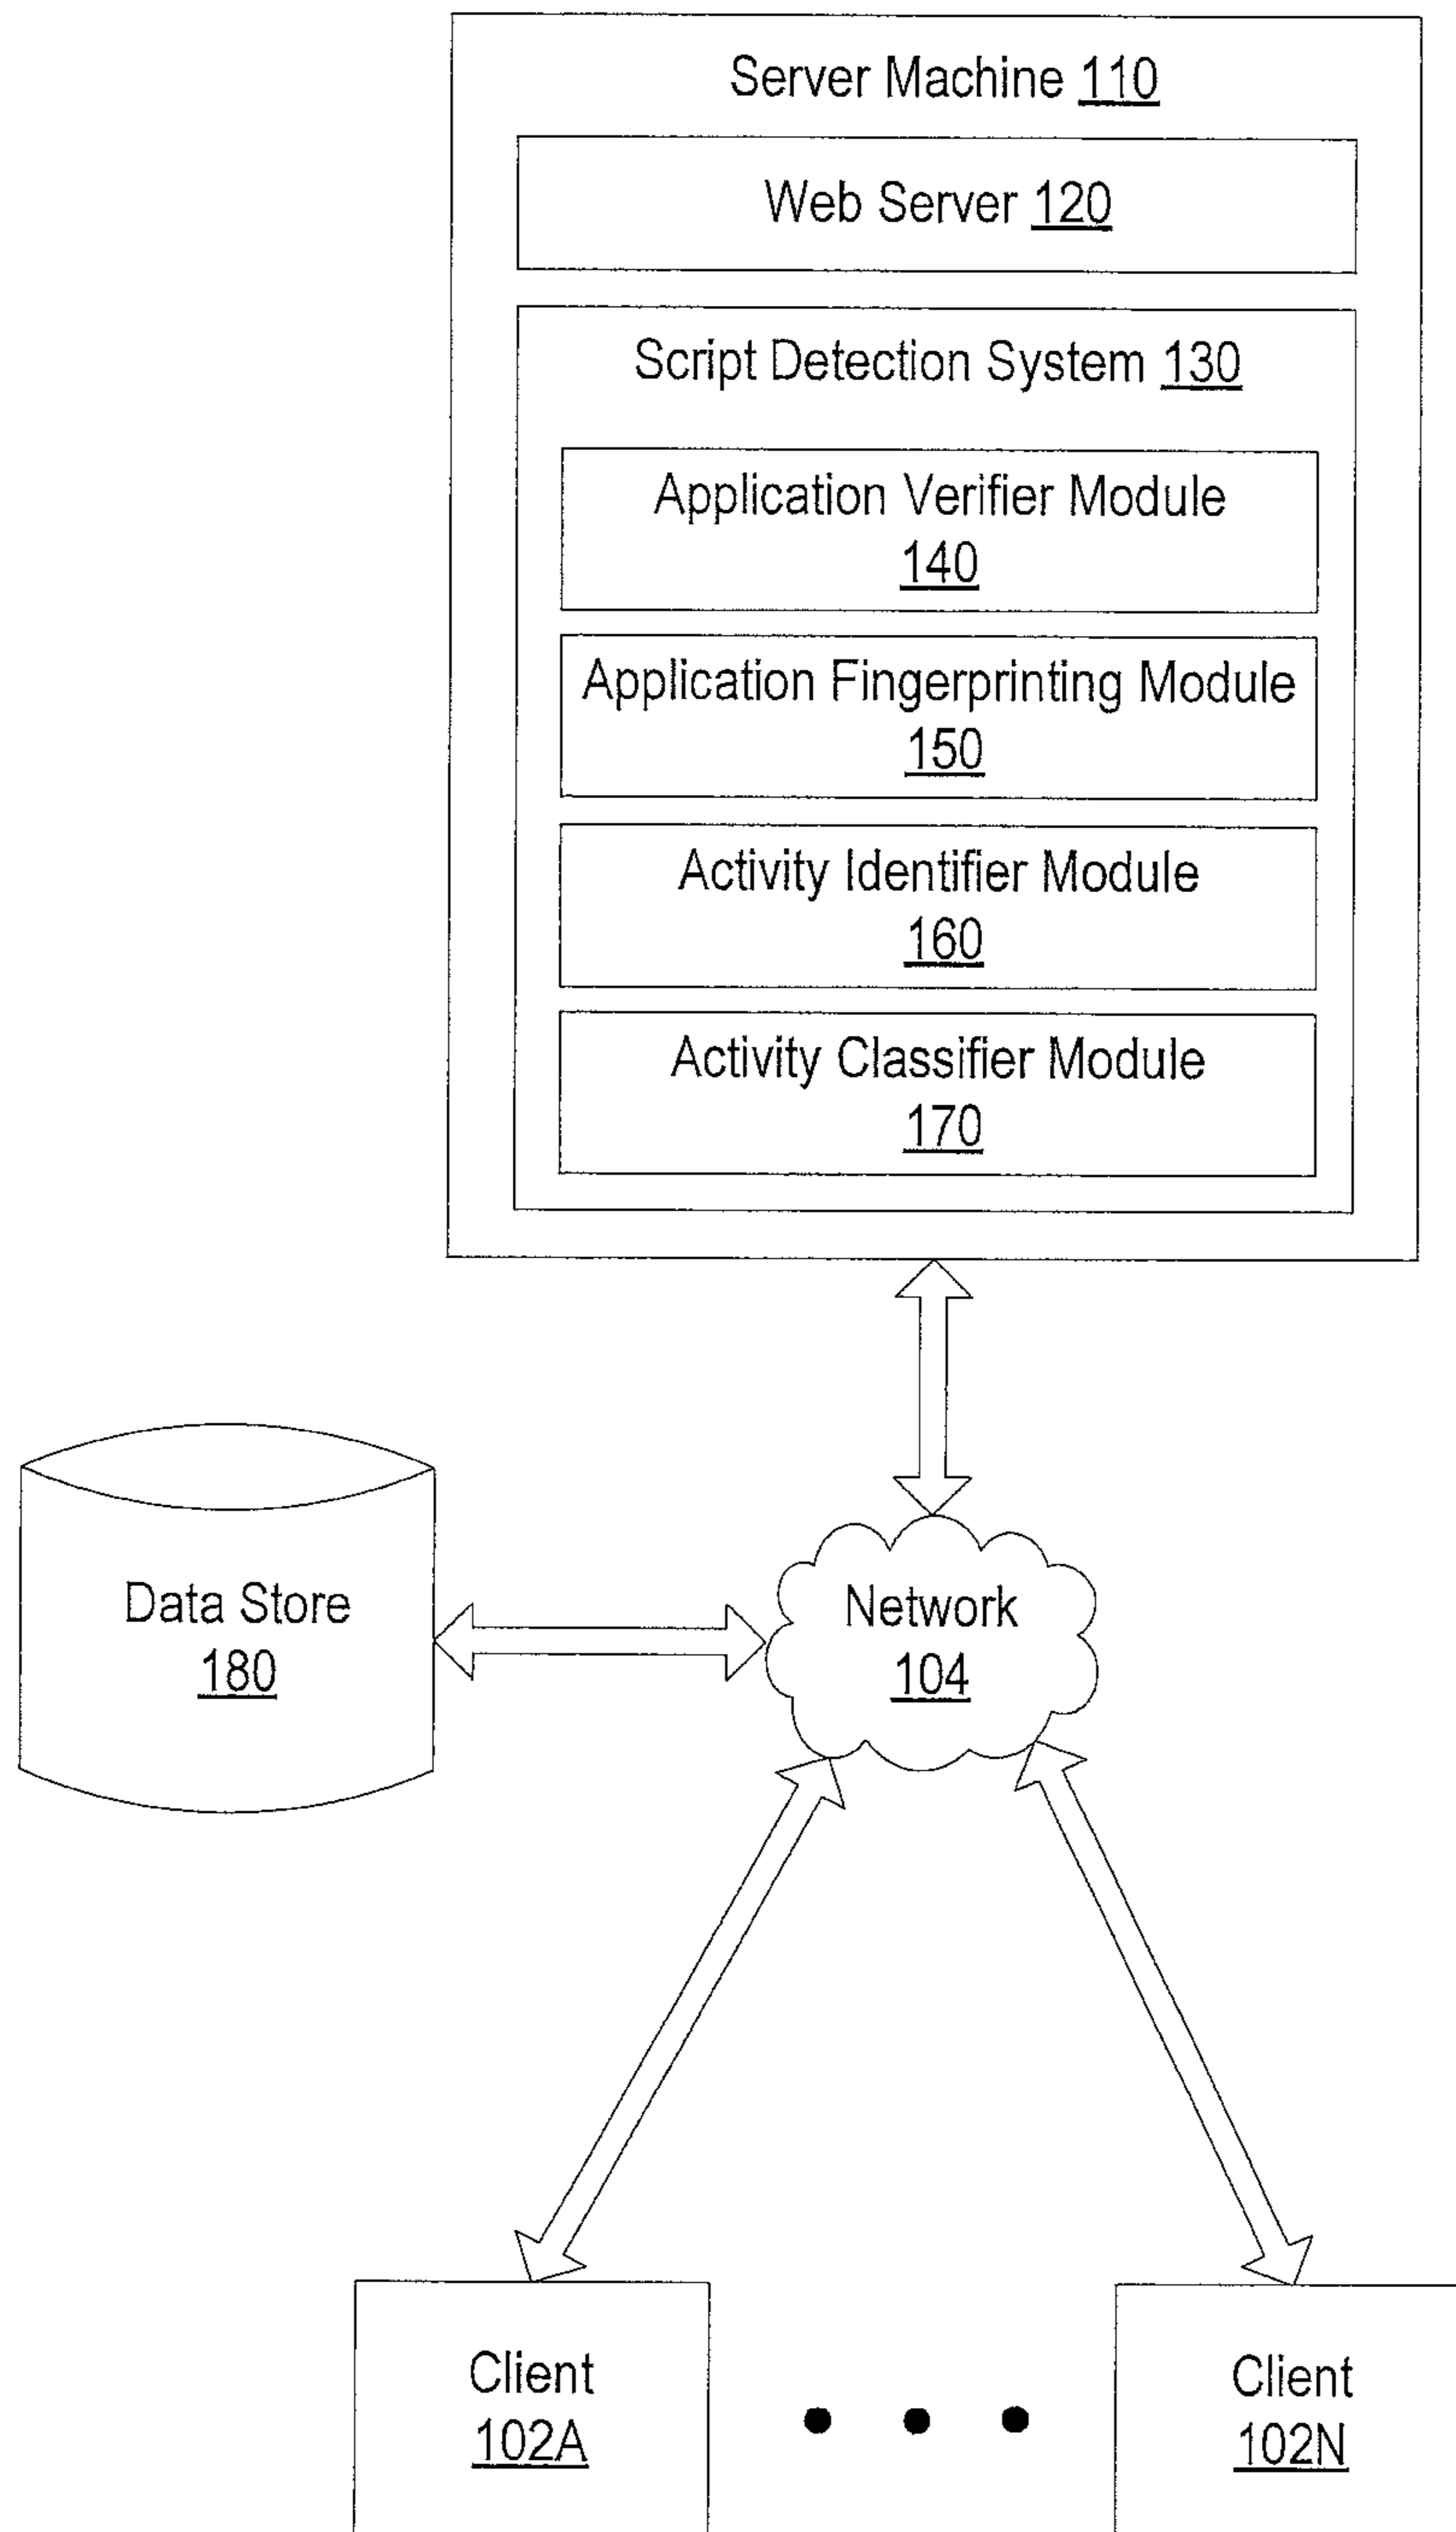 Server Machine 110
Web Server 120
Script Detection System 130
Application Verifier Module
140
Application Fingerprinting Module
150
Activity Identifier Module
160
Activity Classifier Module
170
Data Store
180
Network
104
Client
102A
Client
102N